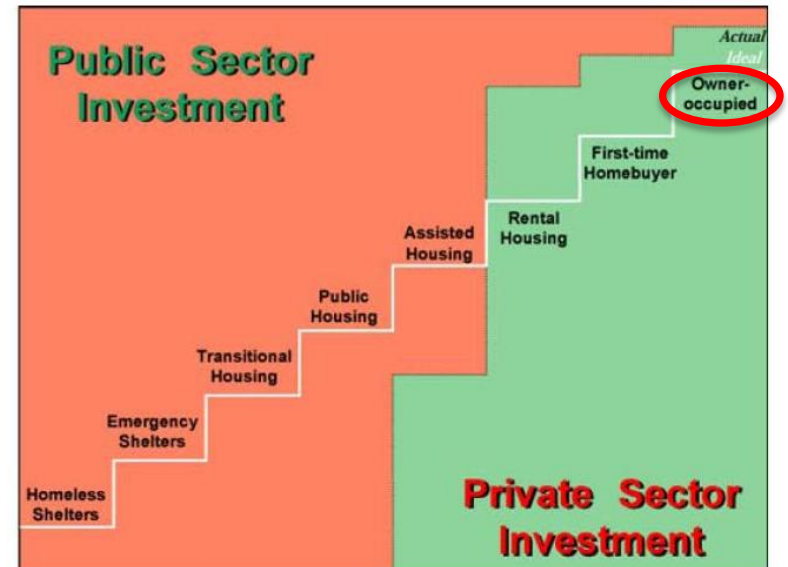 Public Sector
Investment
Actual
Ideal
Owner-
occupied
First-time
Homebuyer
Rental
Housing
Assisted
Housing
Public
Housing
Transitional
Housing
Emergency
Shelters
Homeless
Shelters
Private Sector
Investment